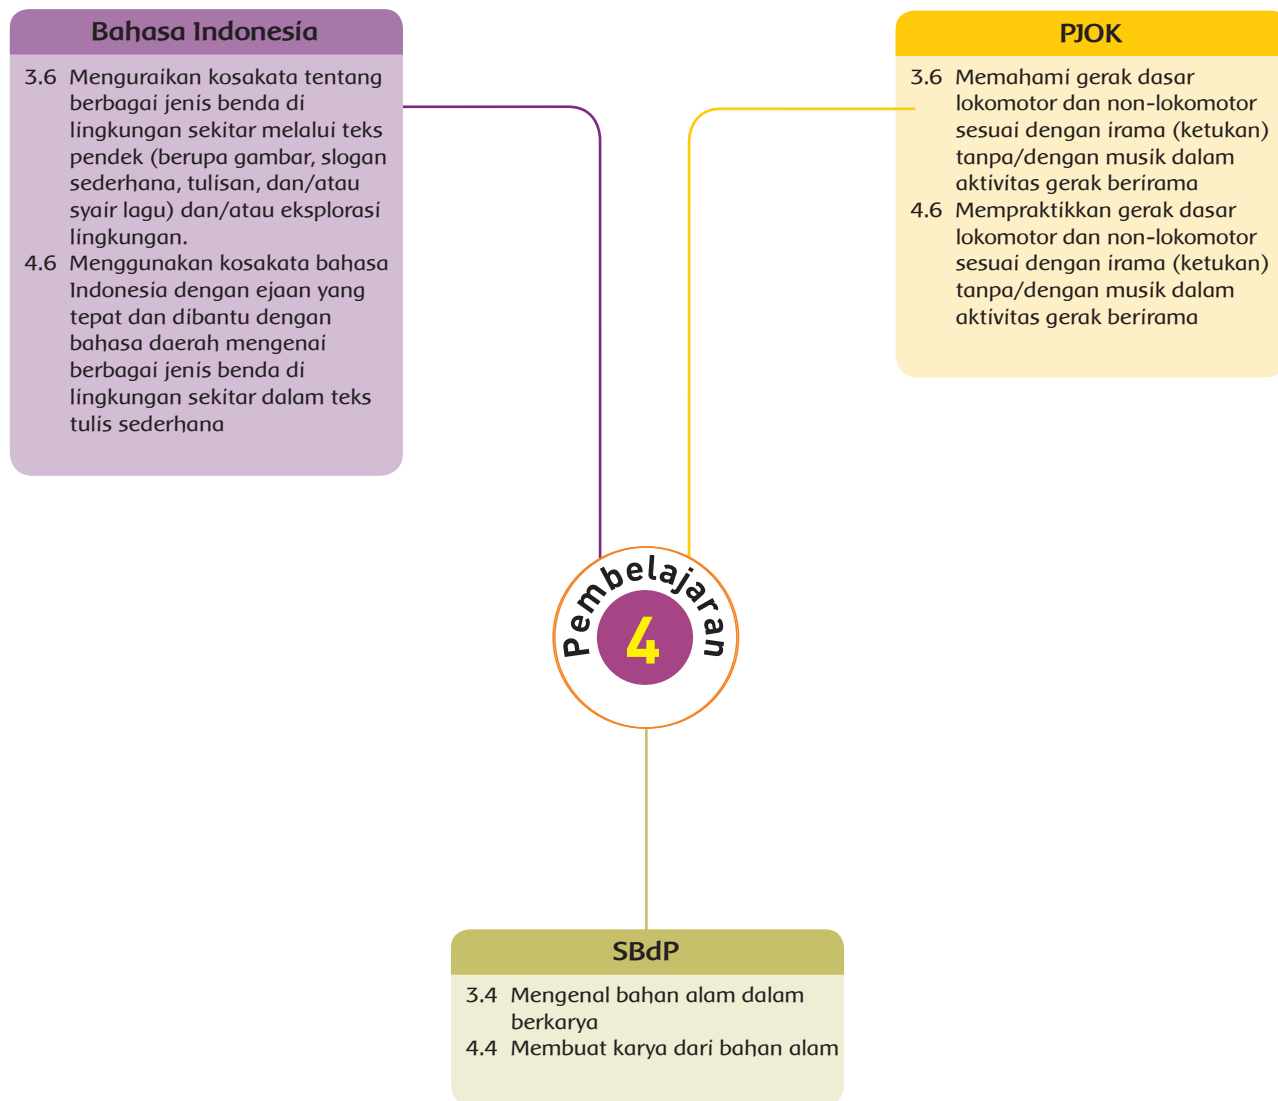 Bahasa Indonesia
3.6 Menguraikan kosakata tentang
berbagai jenis benda di
lingkungan sekitar melalui teks
pendek (berupa gambar, slogan
sederhana, tulisan, dan/atau
syair lagu) dan/atau eksplorasi
lingkungan.
4.6 Menggunakan kosakata bahasa
Indonesia dengan ejaan yang
tepat dan dibantu dengan
bahasa daerah mengenai
berbagai jenis benda di
lingkungan sekitar dalam teks
tulis sederhana
PJOK
3.6 Memahami gerak dasar
lokomotor dan non-lokomotor
sesuai dengan irama (ketukan)
tanpa/dengan musik dalam
aktivitas gerak berirama
4.6 Mempraktikkan gerak dasar
lokomotor dan non-lokomotor
sesuai dengan irama (ketukan)
tanpa/dengan musik dalam
aktivitas gerak berirama
Pembelajaran
4
SBdP
3.4 Mengenal bahan alam dalam
berkarya
4.4 Membuat karya dari bahan alam